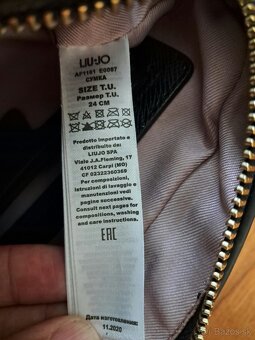 LIU·JO
AF1101 E0087
СУМКА
SIZE T.U.
Размер T.U.
24 CM
Prodotto importato e
distribuito da:
LIUJO SPA
Viale J.A.Fleming, 17
41012 Carpi (MO)
CF 02322360369
Per composizioni,
istruzioni di lavaggio e
manutenzioni vedi
pagine successive.
Consult next pages for
compositions, washing
and care instructions.
EAC
Дата изготовления:
11.2020